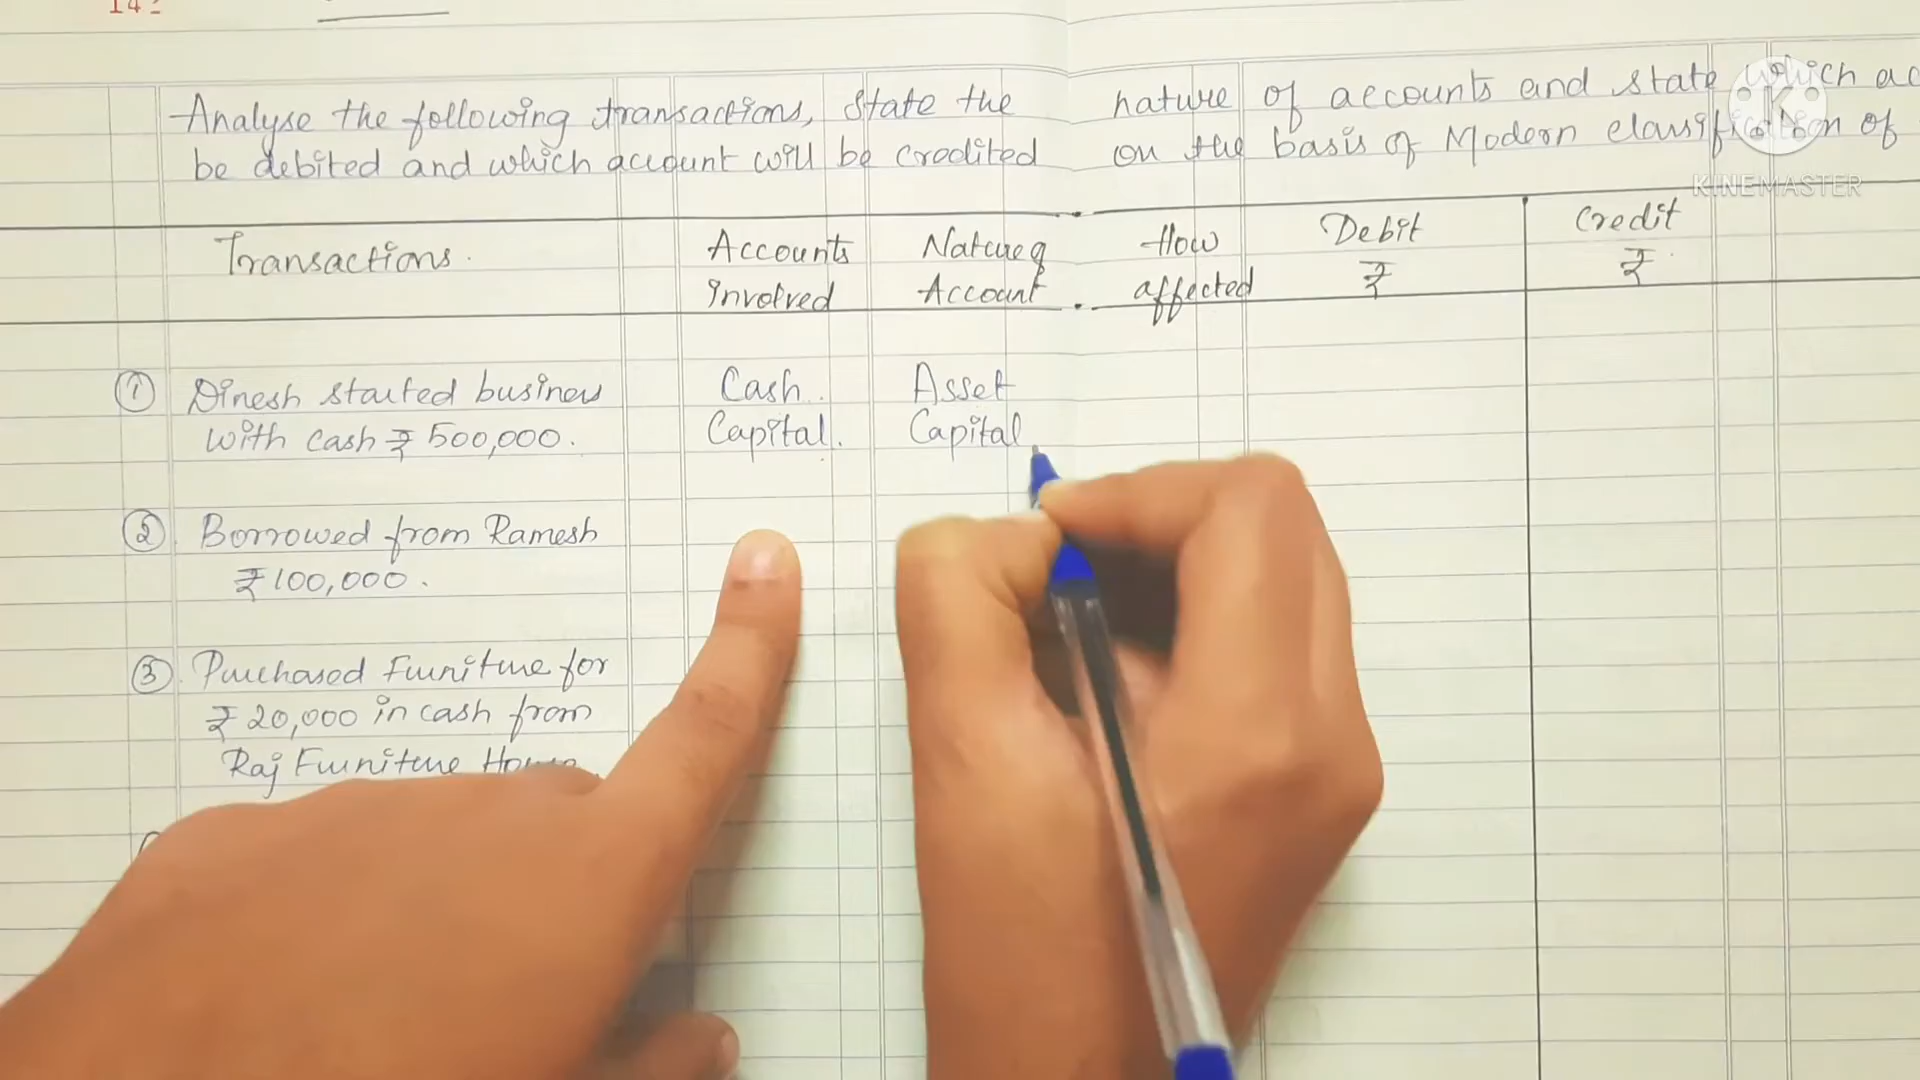 Analyse the following transactions, state the nature of accounts and state which ac
be debited and which account will be credited on the basis of Modern classification of
KINEMASTER
Transactions. Accounts involved Nature of Account How affected Debit ₹ Credit ₹
① Dinesh started business Cash Asset
with cash ₹ 500,000. Capital. Capital
② Borrowed from Ramesh
₹ 100,000.
③ Purchased Furniture for
₹ 20,000 in cash from
Raj Furniture House